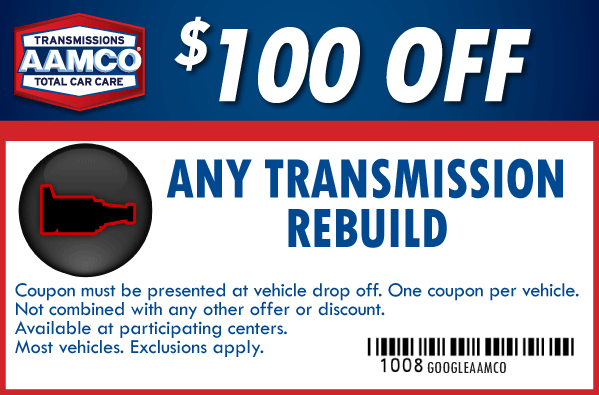 TRANSMISSIONS
AAMCO®
TOTAL CAR CARE
$100 OFF
ANY TRANSMISSION
REBUILD
Coupon must be presented at vehicle drop off. One coupon per vehicle.
Not combined with any other offer or discount.
Available at participating centers.
Most vehicles. Exclusions apply.
1008 GOOGLEAAMCO